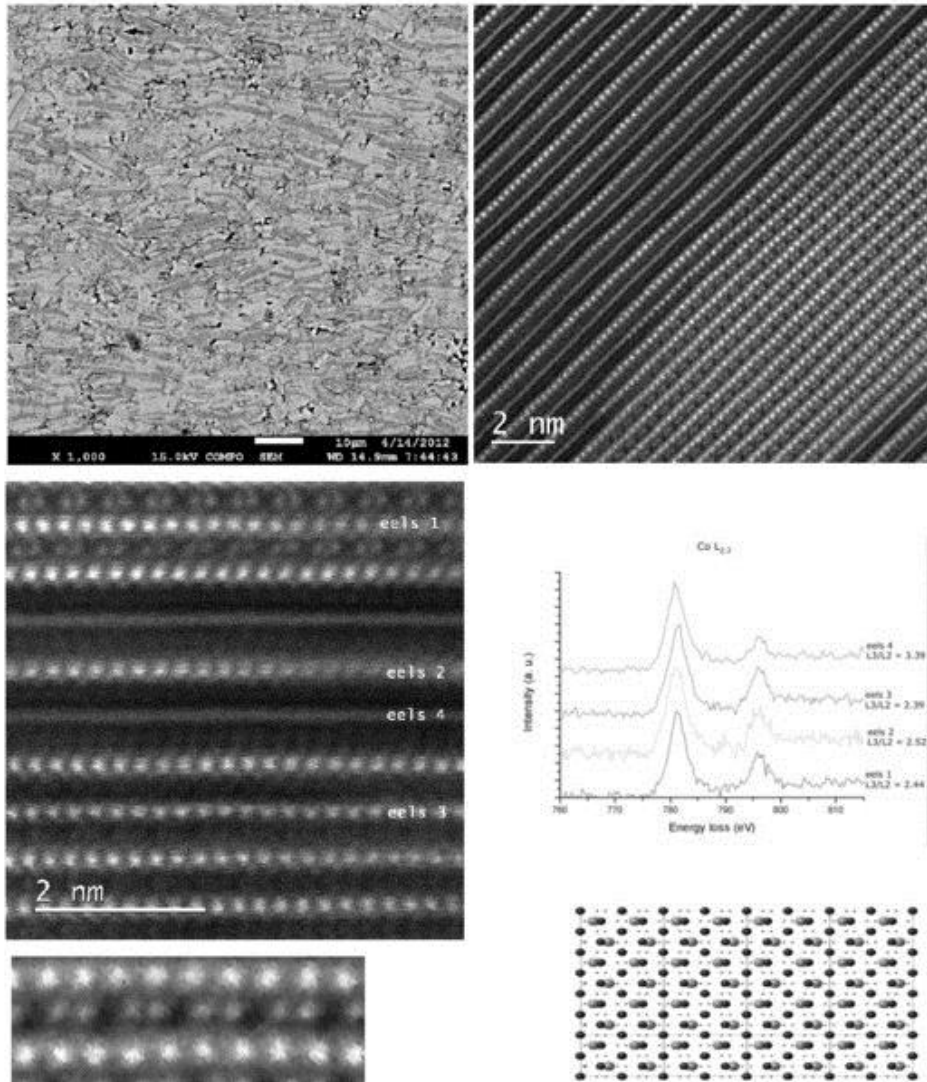 10µm 4/14/2012
X 1,000 15.0kV COMPO SEM WD 14.9mm 7:44:43
2 nm
eels 1
eels 2
eels 4
eels 3
2 nm
Co L2,3
Intensity (a. u.)
eels 4
L3/L2 = 3.39
eels 3
L3/L2 = 2.39
eels 2
L3/L2 = 2.52
eels 1
L3/L2 = 2.44
760 770 780 790 795 800 810
Energy loss (eV)